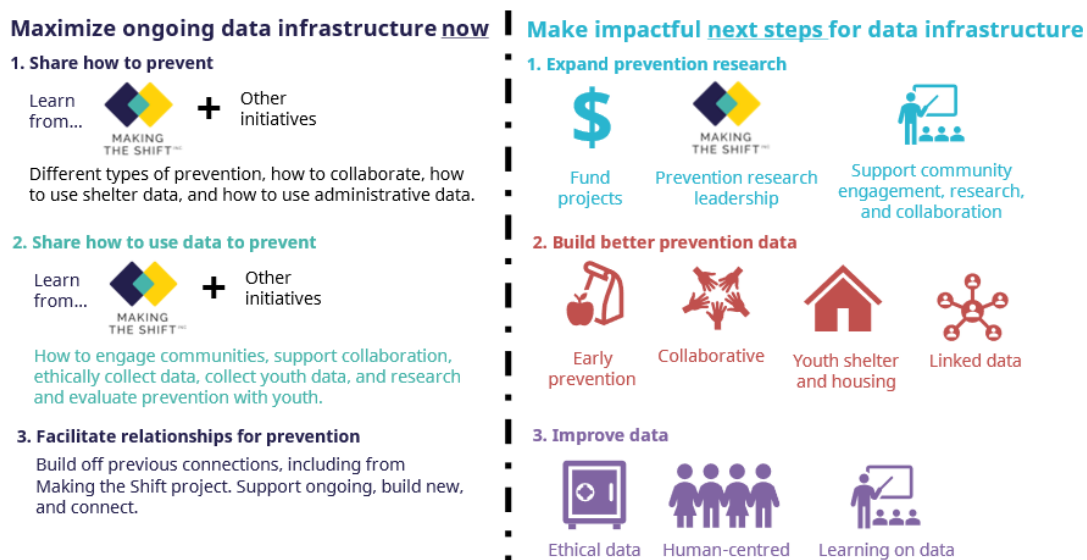 Maximize ongoing data infrastructure now
1. Share how to prevent
Learn
from...
MAKING
THE SHIFT INC
+
Other
initiatives
Different types of prevention, how to collaborate, how
to use shelter data, and how to use administrative data.
2. Share how to use data to prevent
Learn
from...
MAKING
THE SHIFT INC
+
Other
initiatives
How to engage communities, support collaboration,
ethically collect data, collect youth data, and research
and evaluate prevention with youth.
3. Facilitate relationships for prevention
Build off previous connections, including from
Making the Shift project. Support ongoing, build new,
and connect.
Make impactful next steps for data infrastructure
1. Expand prevention research
$
Fund
projects
MAKING
THE SHIFT INC
Prevention research
leadership
Support community
engagement, research,
and collaboration
2. Build better prevention data
Early
prevention
Collaborative
Youth shelter
and housing
Linked data
3. Improve data
Ethical data
Human-centred
Learning on data